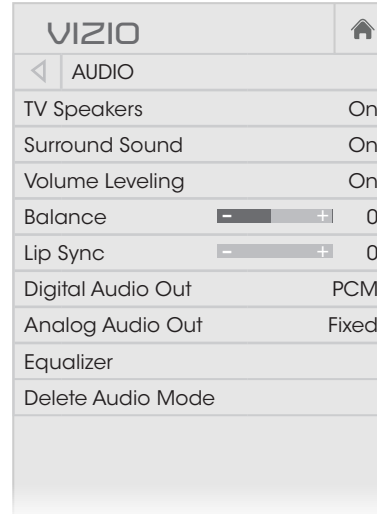 VIZIO
AUDIO
TV Speakers On
Surround Sound On
Volume Leveling On
Balance - + 0
Lip Sync - + 0
Digital Audio Out PCM
Analog Audio Out Fixed
Equalizer
Delete Audio Mode